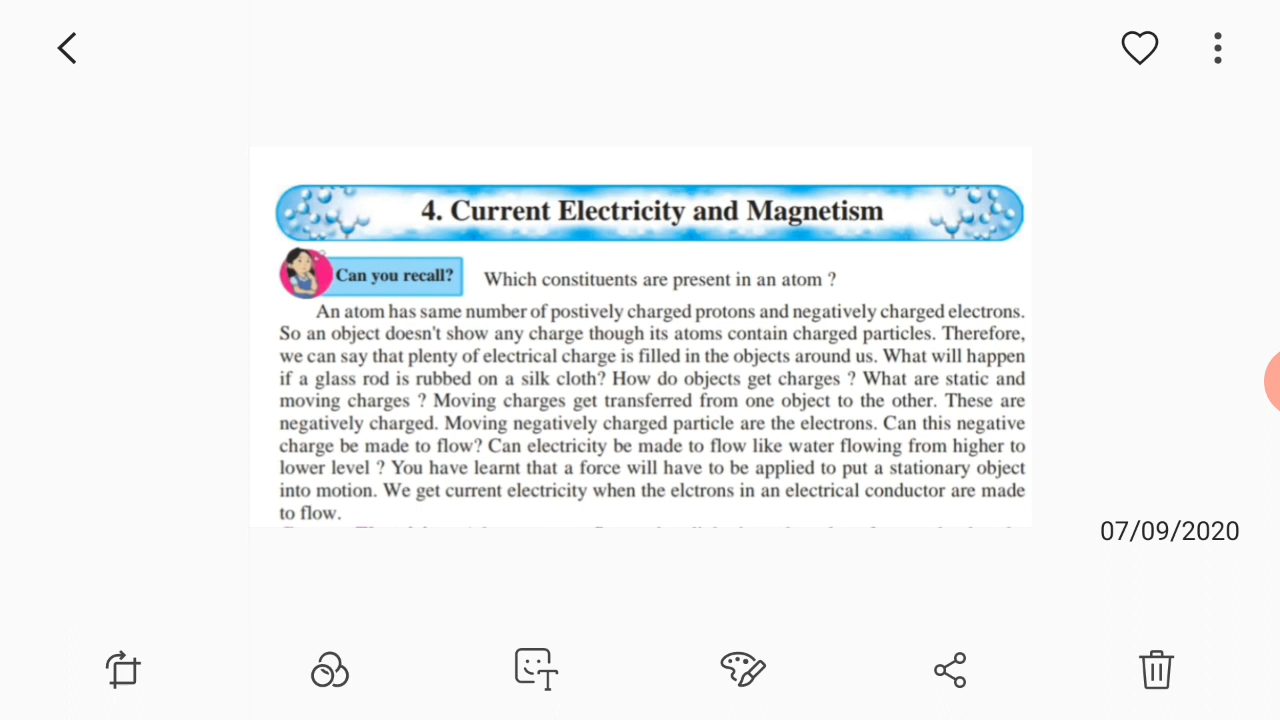 4. Current Electricity and Magnetism
Can you recall? Which constituents are present in an atom ?
An atom has same number of postively charged protons and negatively charged electrons.
So an object doesn't show any charge though its atoms contain charged particles. Therefore,
we can say that plenty of electrical charge is filled in the objects around us. What will happen
if a glass rod is rubbed on a silk cloth? How do objects get charges ? What are static and
moving charges ? Moving charges get transferred from one object to the other. These are
negatively charged. Moving negatively charged particle are the electrons. Can this negative
charge be made to flow? Can electricity be made to flow like water flowing from higher to
lower level ? You have learnt that a force will have to be applied to put a stationary object
into motion. We get current electricity when the elctrons in an electrical conductor are made
to flow.
07/09/2020
T